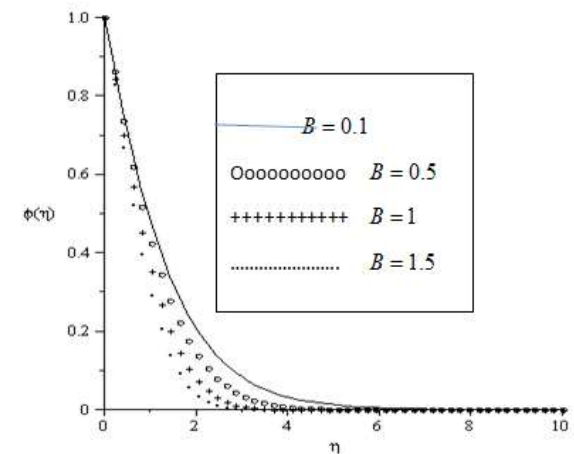 1.0
0.8
0.6
ϕ(η)
0.4
0.2
0
0 2 4 6 8 10
η
B = 0.1
Oooooooooo B = 0.5
+++++++++++ B = 1
...................... B = 1.5